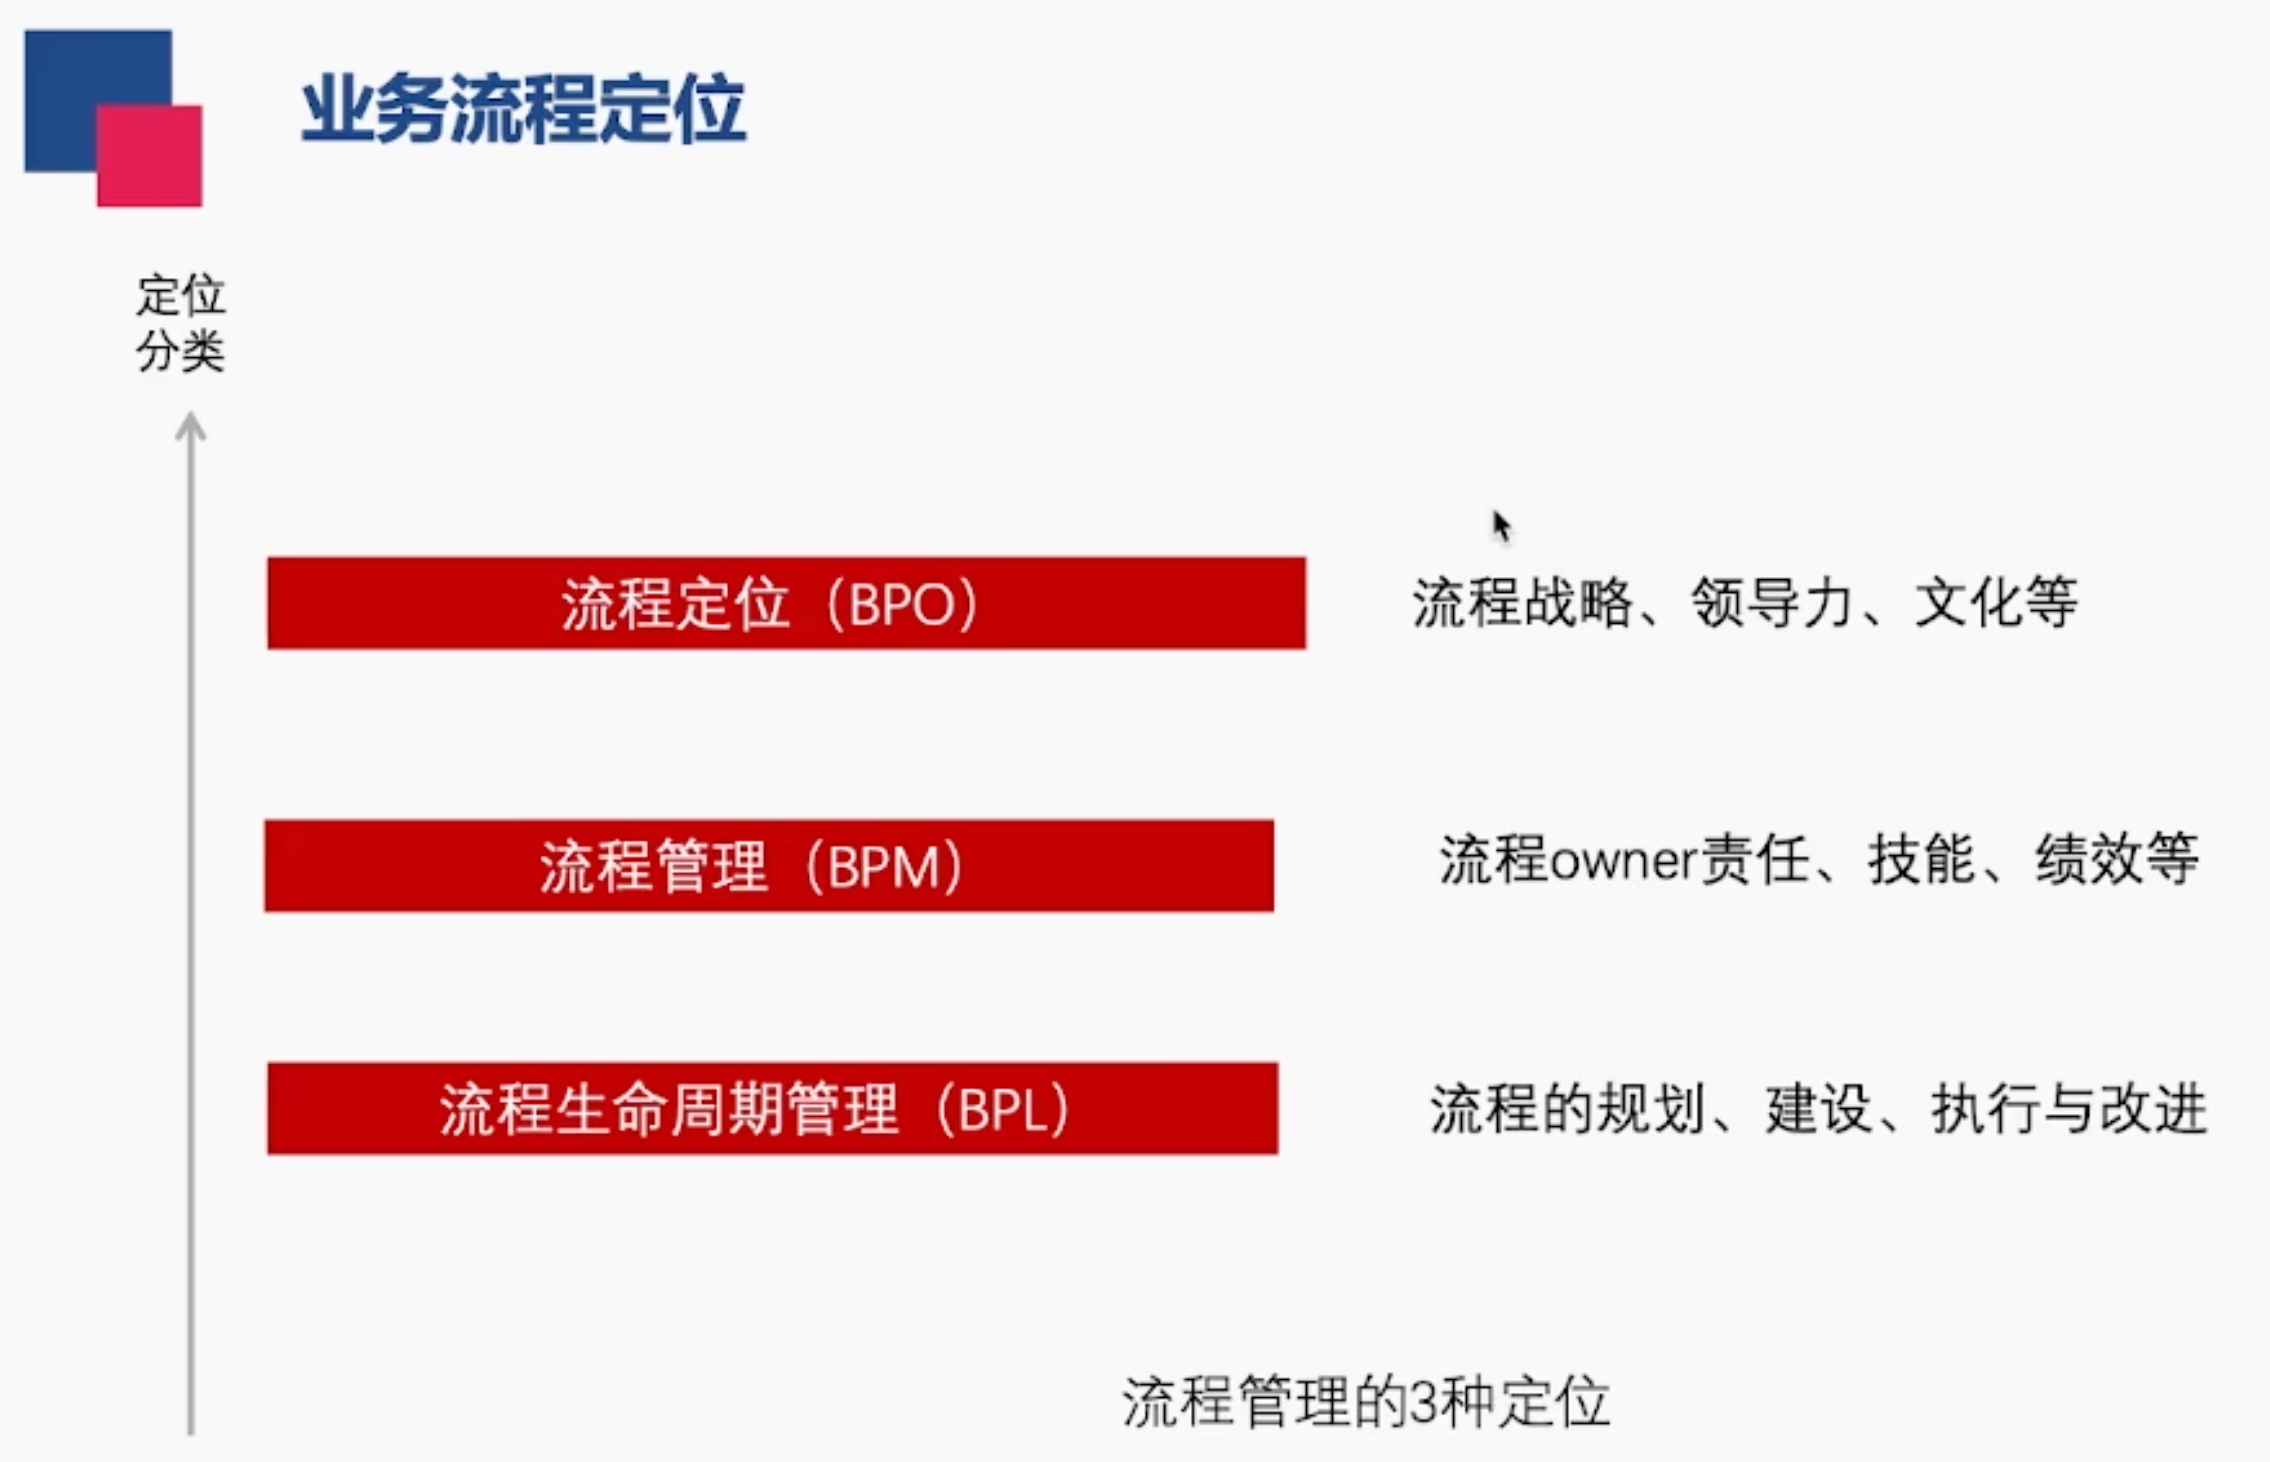 业务流程定位
定位
分类
流程定位（BPO） 流程战略、领导力、文化等
流程管理（BPM） 流程owner责任、技能、绩效等
流程生命周期管理（BPL） 流程的规划、建设、执行与改进
流程管理的3种定位